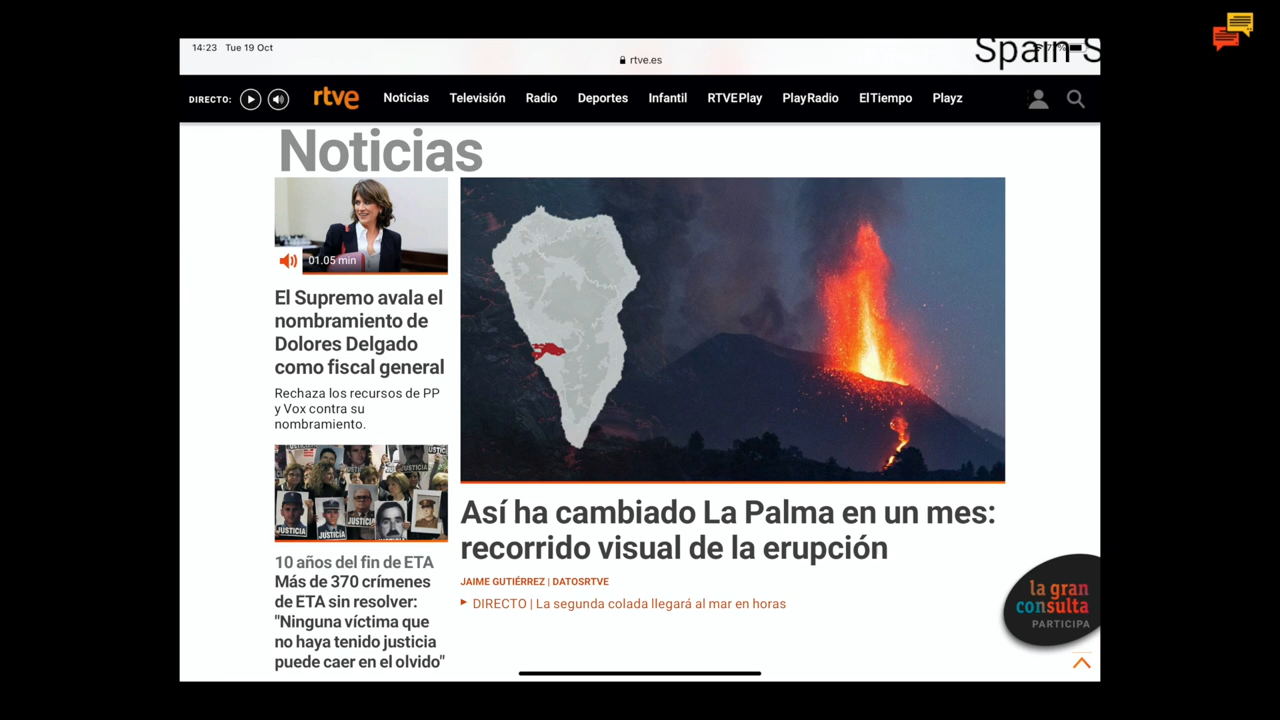 14:23 Tue 19 Oct
rtve.es
DIRECTO:
rtve
Noticias Televisión Radio Deportes Infantil RTVEPlay PlayRadio ElTiempo Playz
Noticias
01.05 min
El Supremo avala el
nombramiento de
Dolores Delgado
como fiscal general
Rechaza los recursos de PP
y Vox contra su
nombramiento.
JUSTICIA
JUSTICIA
JUSTICIA
JUSTICIA
10 años del fin de ETA
Más de 370 crímenes
de ETA sin resolver:
"Ninguna víctima que
no haya tenido justicia
puede caer en el olvido"
Así ha cambiado La Palma en un mes:
recorrido visual de la erupción
JAIME GUTIÉRREZ | DATOSRTVE
DIRECTO | La segunda colada llegará al mar en horas
la gran
consulta
PARTICIPA